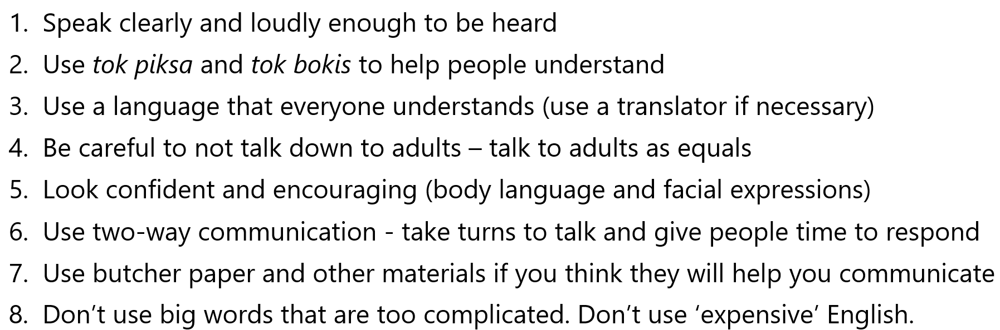 1. Speak clearly and loudly enough to be heard
2. Use tok piksa and tok bokis to help people understand
3. Use a language that everyone understands (use a translator if necessary)
4. Be careful to not talk down to adults – talk to adults as equals
5. Look confident and encouraging (body language and facial expressions)
6. Use two-way communication - take turns to talk and give people time to respond
7. Use butcher paper and other materials if you think they will help you communicate
8. Don’t use big words that are too complicated. Don’t use ‘expensive’ English.